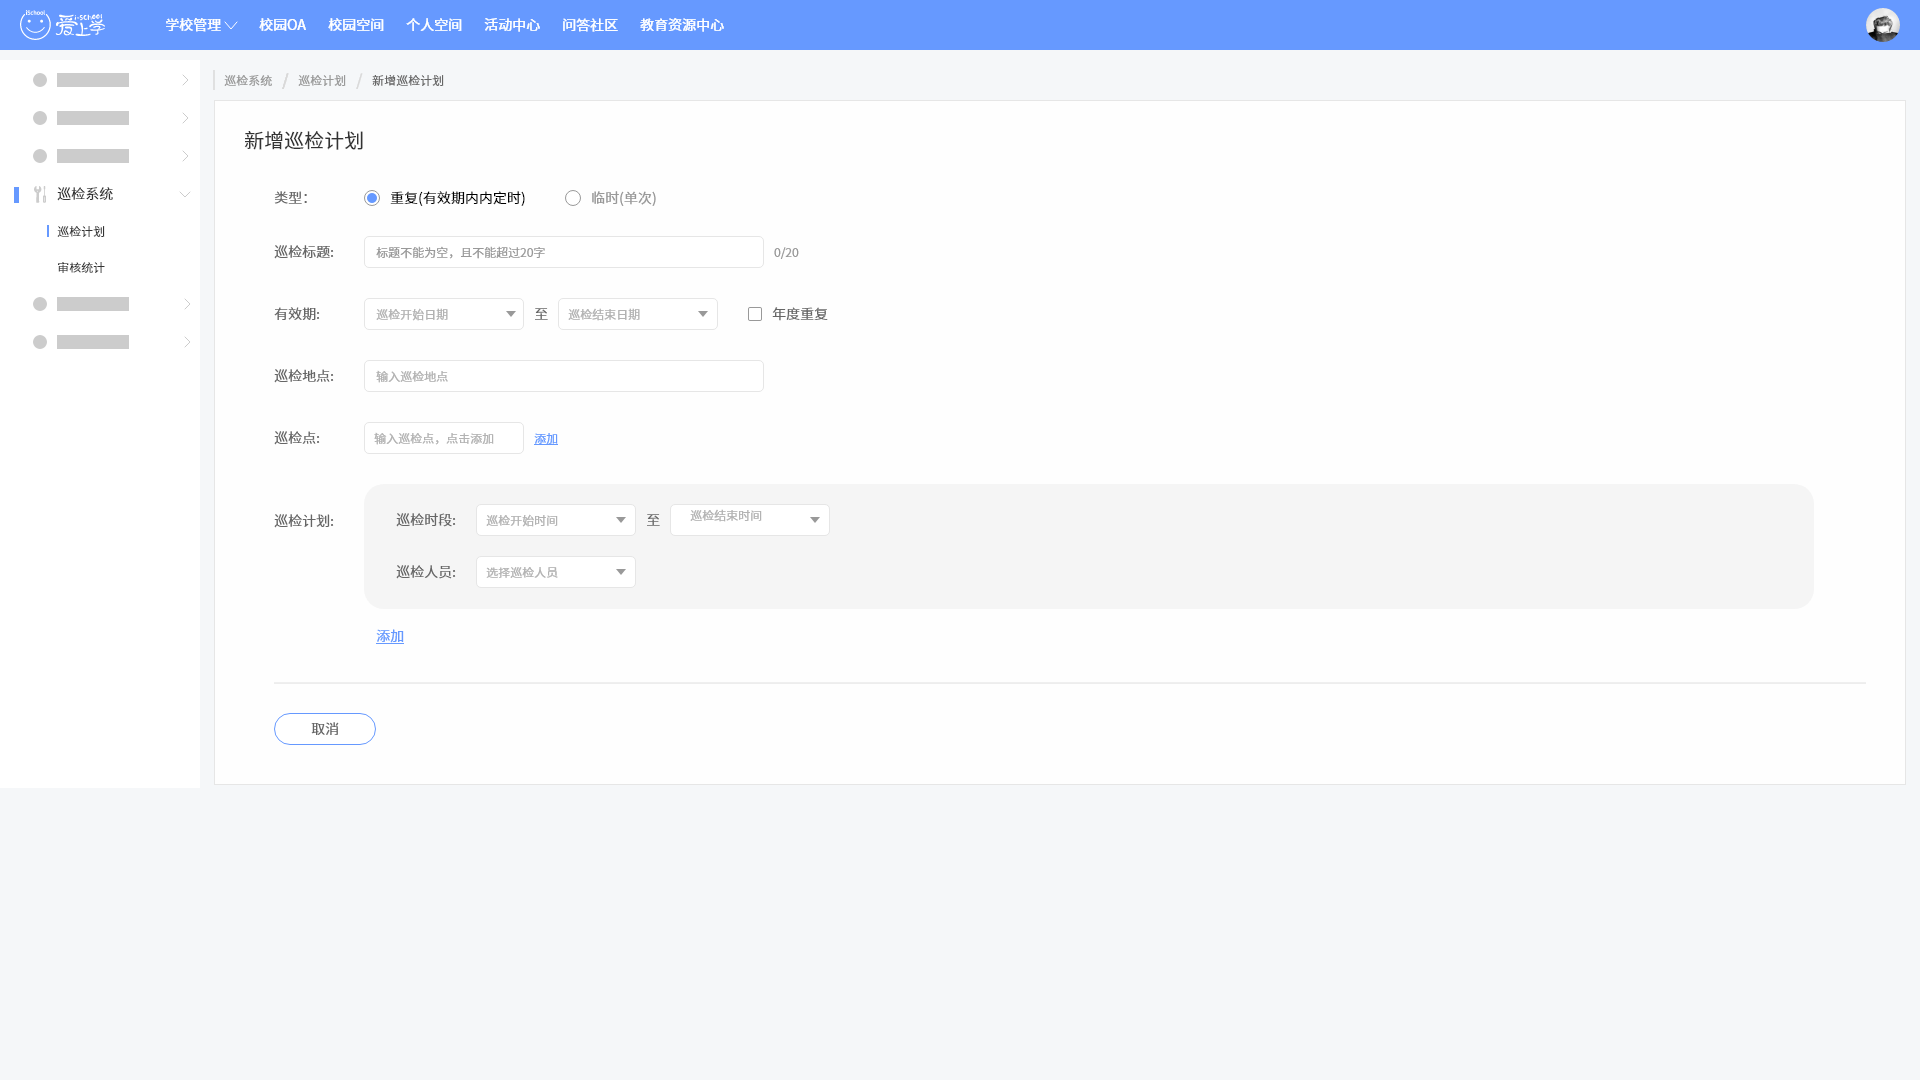 iSchool 爱上学 i-SCHOOL 学校管理 校园OA 校园空间 个人空间 活动中心 问答社区 教育资源中心
巡检系统 / 巡检计划 / 新增巡检计划
巡检系统
巡检计划
审核统计
新增巡检计划
类型: 重复(有效期内内定时) 临时(单次)
巡检标题: 标题不能为空，且不能超过20字 0/20
有效期: 巡检开始日期 至 巡检结束日期 年度重复
巡检地点: 输入巡检地点
巡检点: 输入巡检点，点击添加 添加
巡检计划: 巡检时段: 巡检开始时间 至 巡检结束时间
巡检人员: 选择巡检人员
添加
取消